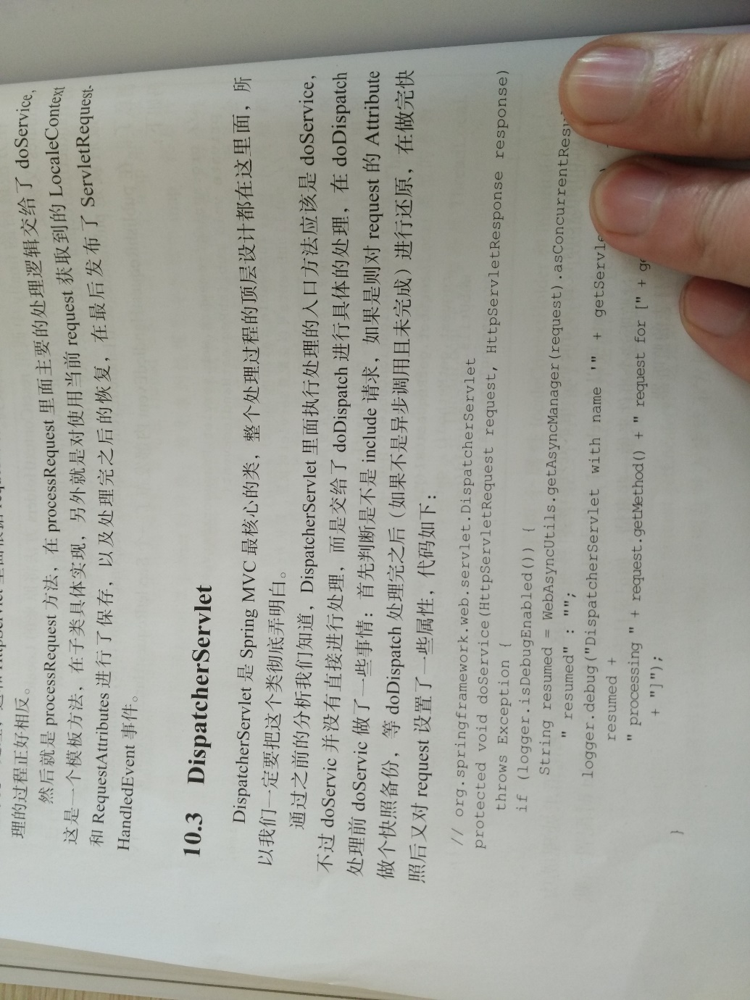 理的过程正好相反。
然后就是 processRequest 方法，在 processRequest 里面主要的处理逻辑交给了 doService，
这是一个模板方法，在子类具体实现，另外就是对使用当前 request 获取到的 LocaleContext
和 RequestAttributes 进行了保存，以及处理完之后的恢复，在最后发布了 ServletRequest-
HandledEvent 事件。
10.3 DispatcherServlet
DispatcherServlet 是 Spring MVC 最核心的类，整个处理过程的顶层设计都在这里面，所
以我们一定要把这个类彻底弄明白。
通过之前的分析我们知道，DispatcherServlet 里面执行处理的入口方法应该是 doService，
不过 doServic 并没有直接进行处理，而是交给了 doDispatch 进行具体的处理，在 doDispatch
处理前 doServic 做了一些事情：首先判断是不是 include 请求，如果是则对 request 的 Attribute
做个快照备份，等 doDispatch 处理完之后（如果不是异步调用且未完成）进行还原，在做完快
照后又对 request 设置了一些属性，代码如下：
// org.springframework.web.servlet.DispatcherServlet
protected void doService(HttpServletRequest request, HttpServletResponse response)
throws Exception {
if (logger.isDebugEnabled()) {
String resumed = WebAsyncUtils.getAsyncManager(request).asConcurrentResu
" resumed" : "";
logger.debug("DispatcherServlet with name '" + getServle
resumed +
" processing " + request.getMethod() + " request for [" + ge
+ "]");
}